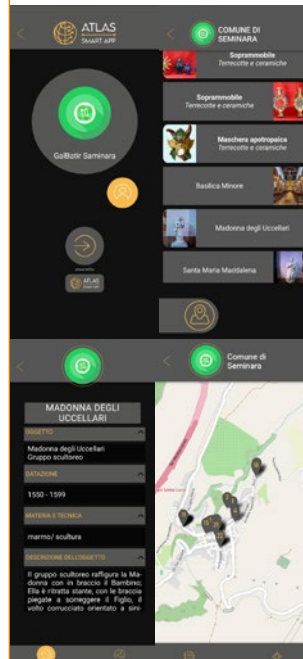 ATLAS
SMART APP
GalBatir Saminara
ATLAS
COMUNE DI
SEMINARA
Soprammobile
Terrecotte e ceramiche
Soprammobile
Terrecotte e ceramiche
Maschera apotropaica
Terrecotte e ceramiche
Basilica Minore
Madonna degli Uccellari
Santa Maria Maddalena
MADONNA DEGLI
UCCELLARI
OGGETTO
Madonna degli Uccellari
Gruppo scultoreo
DATAZIONE
1550 - 1599
MATERIA E TECNICA
marmo/ scultura
DESCRIZIONE DELL'OGGETTO
Il gruppo scultoreo raffigura la Ma-
donna con in braccio il Bambino;
Ella è ritratta stante, con le braccia
piegate a sorreggere il Figlio, il
volto corrucciato orientato a sini-
Comune di
Seminara